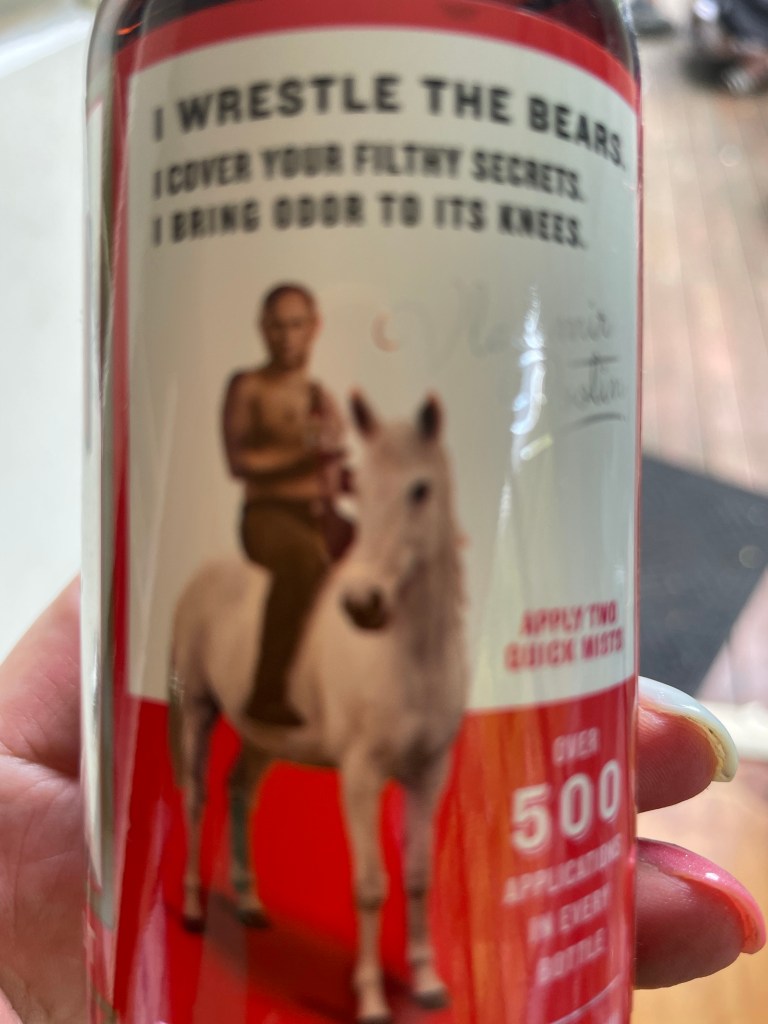 I WRESTLE THE BEARS.
I COVER YOUR FILTHY SECRETS.
I BRING ODOR TO ITS KNEES.
APPLY TWO
QUICK MISTS
OVER
500
APPLICATIONS
IN EVERY
BOTTLE.